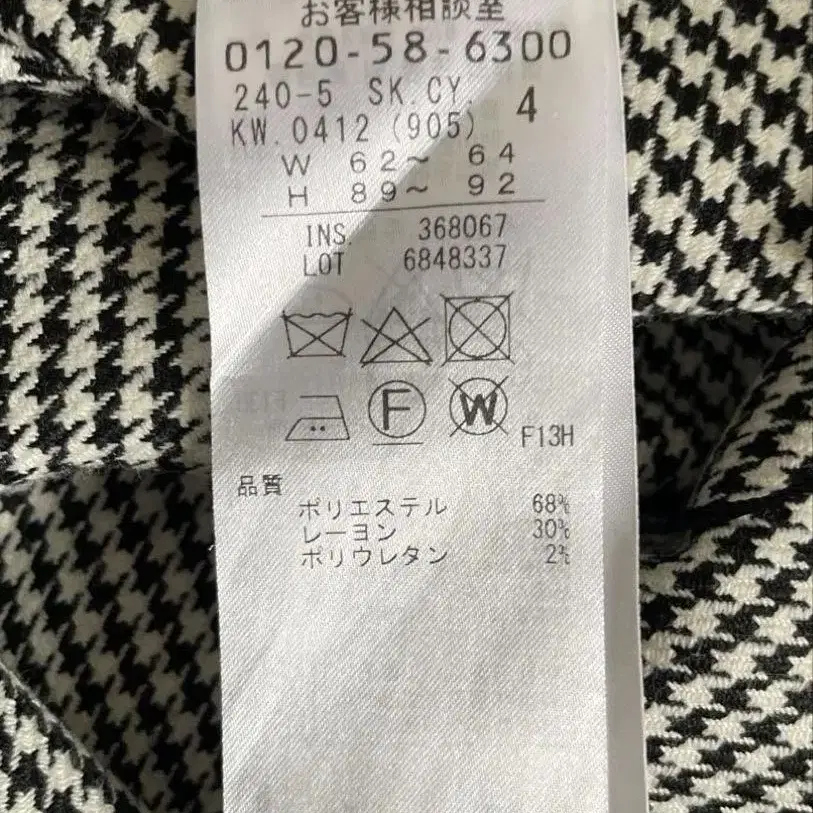 お客様相談室
0120-58-6300
240-5 SK.CY. 4
KW.0412(905)
W 62～ 64
H 89～ 92
INS. 368067
LOT 6848337
F
W
F13H
品質
ポリエステル 68%
レーヨン 30%
ポリウレタン 2%